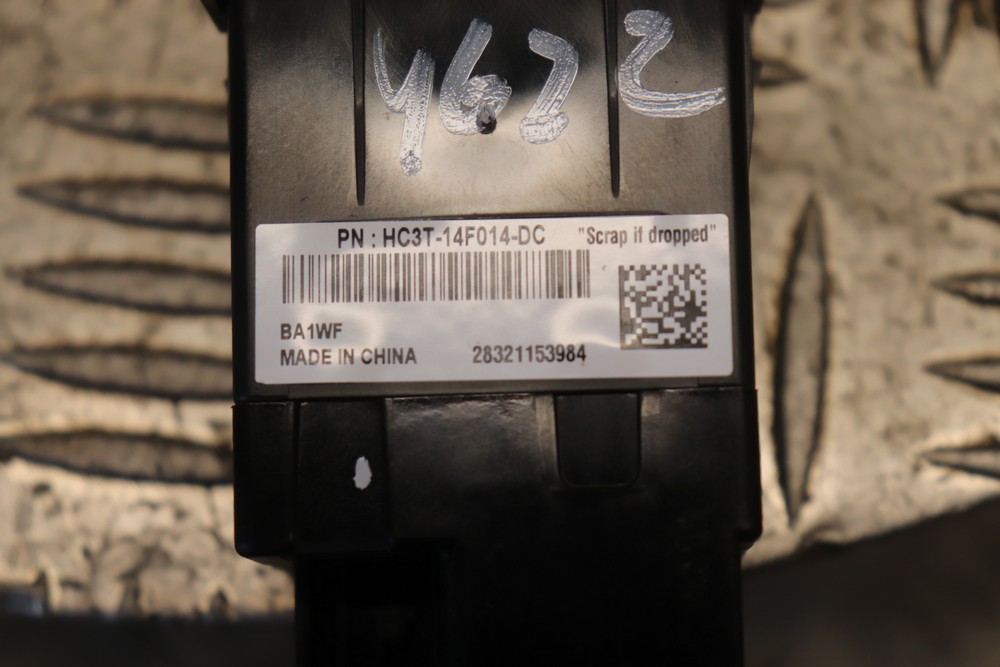 4622
PN : HC3T-14F014-DC "Scrap if dropped"
BA1WF
MADE IN CHINA 28321153984